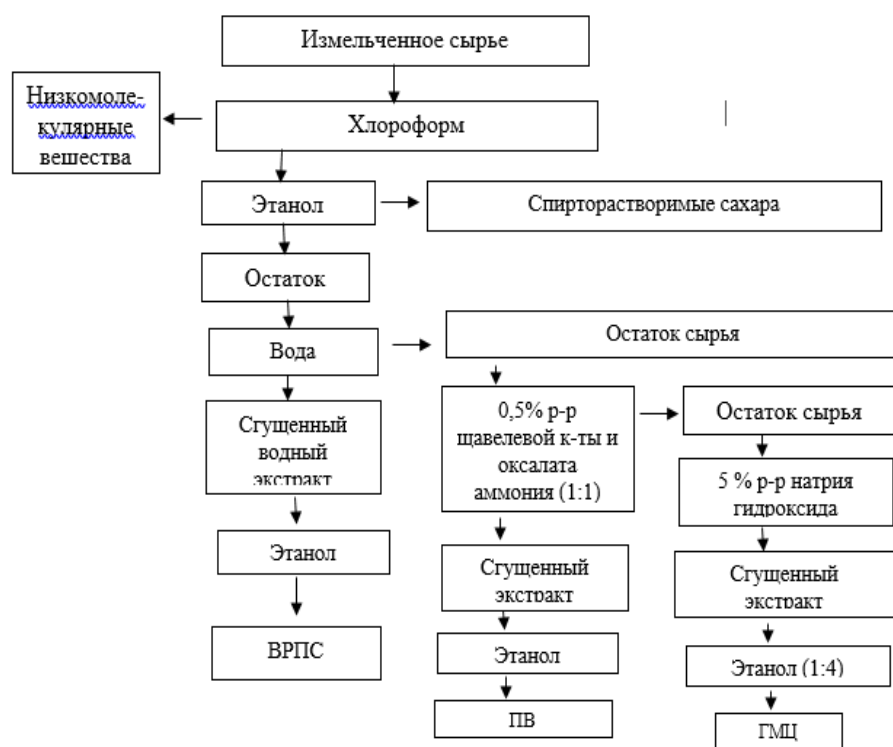 Измельченное сырье
Низкомоле-
кулярные
вешества
Хлороформ
Этанол
Спирторастворимые сахара
Остаток
Вода
Остаток сырья
Сгущенный
водный
экстракт
0,5% р-р
щавелевой к-ты и
оксалата
аммония (1:1)
Остаток сырья
5 % р-р натрия
гидроксида
Этанол
Сгущенный
экстракт
Сгущенный
экстракт
ВРПС
Этанол
Этанол (1:4)
ПВ
ГМЦ